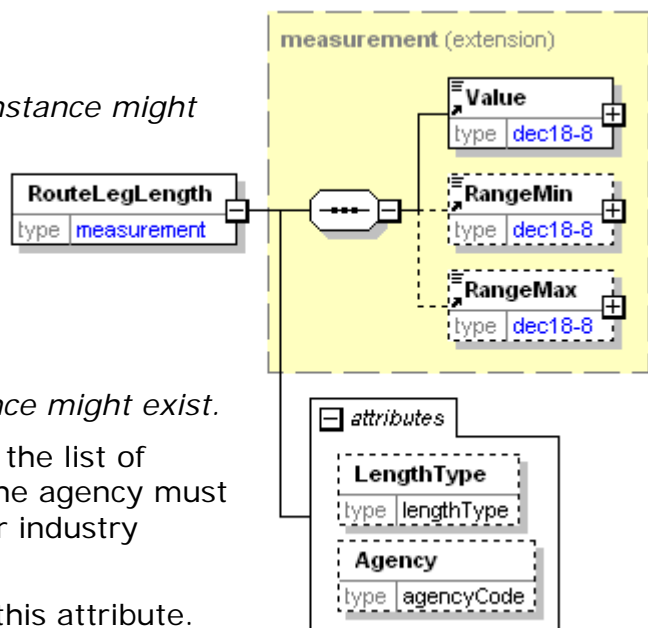 measurement (extension)
nstance might
Value
type dec18-8
RouteLegLength
type measurement
RangeMin
type dec18-8
RangeMax
type dec18-8
nce might exist.
the list of
ne agency must
r industry
this attribute.
attributes
LengthType
type lengthType
Agency
type agencyCode